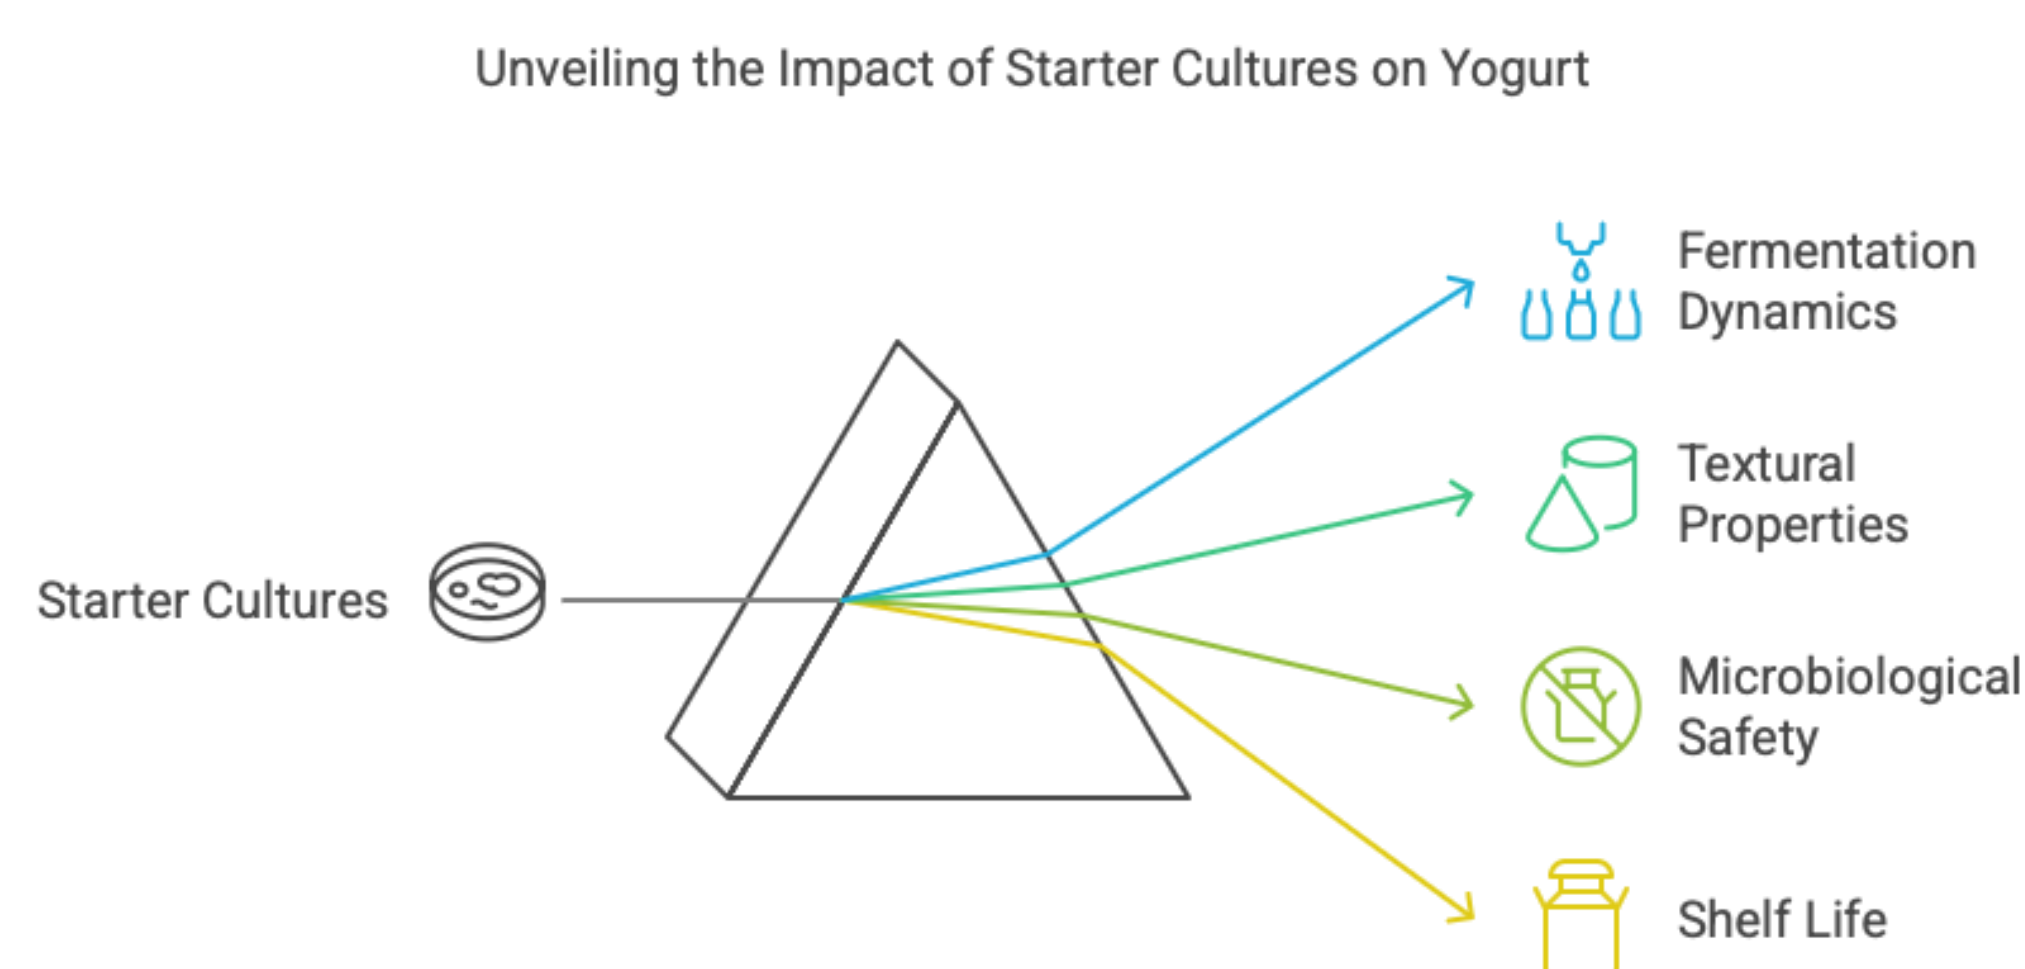 Unveiling the Impact of Starter Cultures on Yogurt
Starter Cultures
Fermentation
Dynamics
Textural
Properties
Microbiological
Safety
Shelf Life